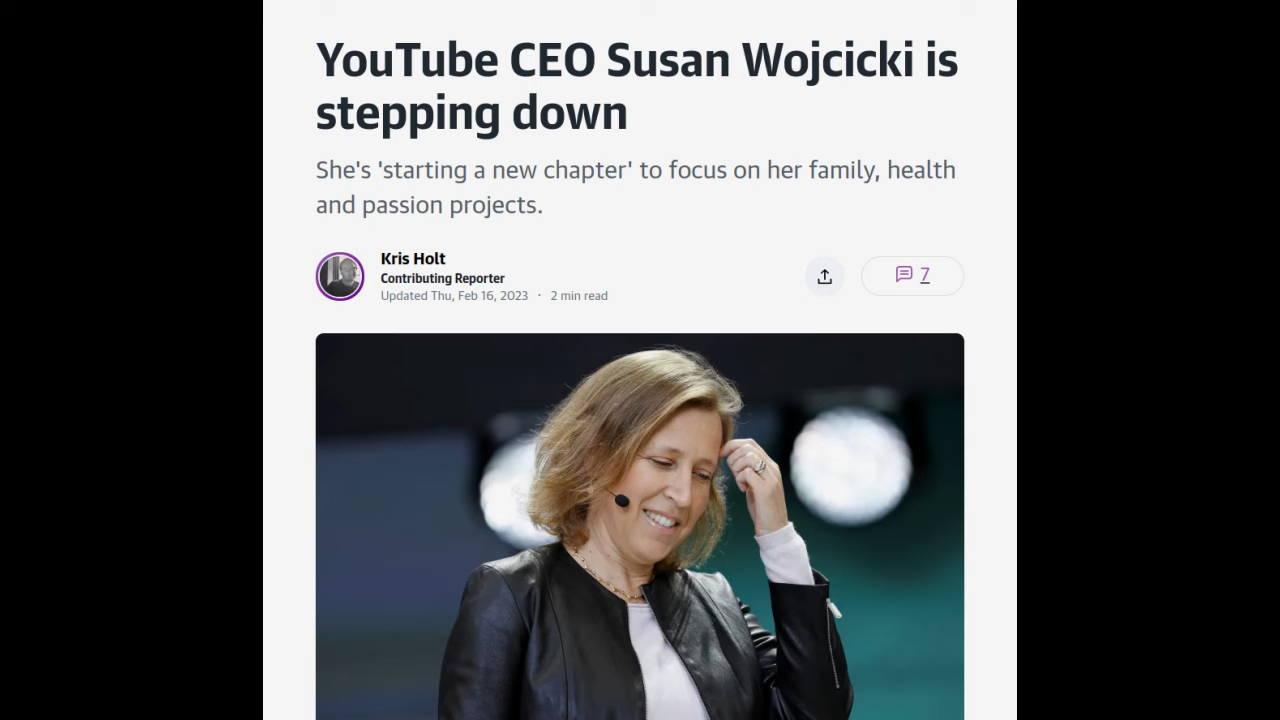 YouTube CEO Susan Wojcicki is
stepping down
She's 'starting a new chapter' to focus on her family, health
and passion projects.
Kris Holt
Contributing Reporter
Updated Thu, Feb 16, 2023 · 2 min read
7